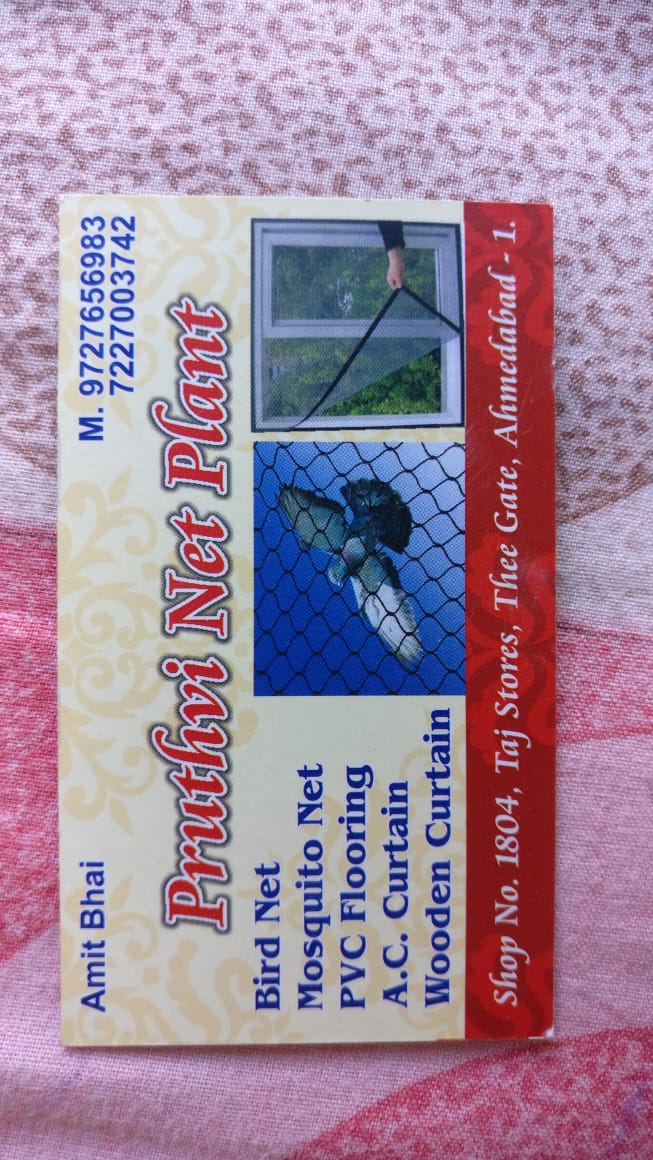 Amit Bhai
M. 9727656983
7227003742
Pruthvi Net Plant
Bird Net
Mosquito Net
PVC Flooring
A.C. Curtain
Wooden Curtain
Shop No. 1804, Taj Stores, Thee Gate, Ahmedabad - 1.